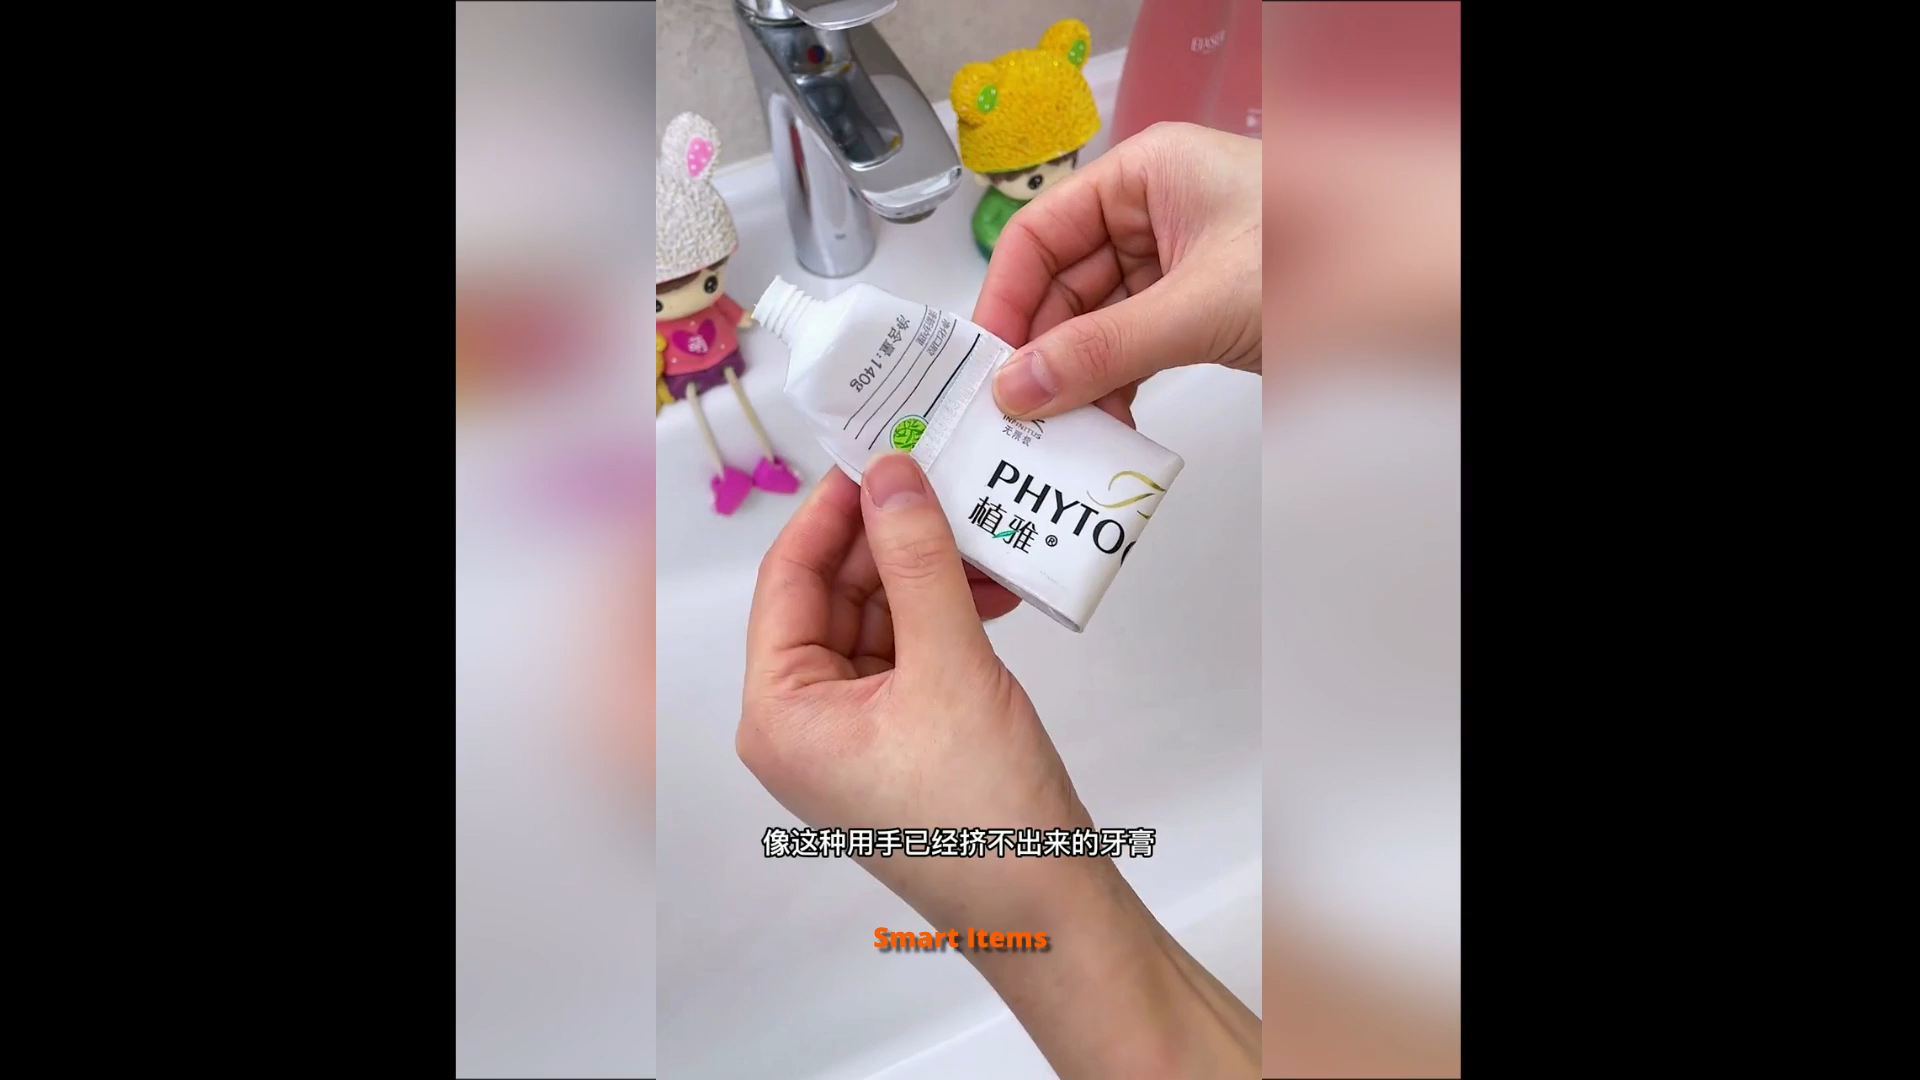 净含量:140g
INFINITUS
无限极
PHYTO
植雅®
像这种用手已经挤不出来的牙膏
Smart Items